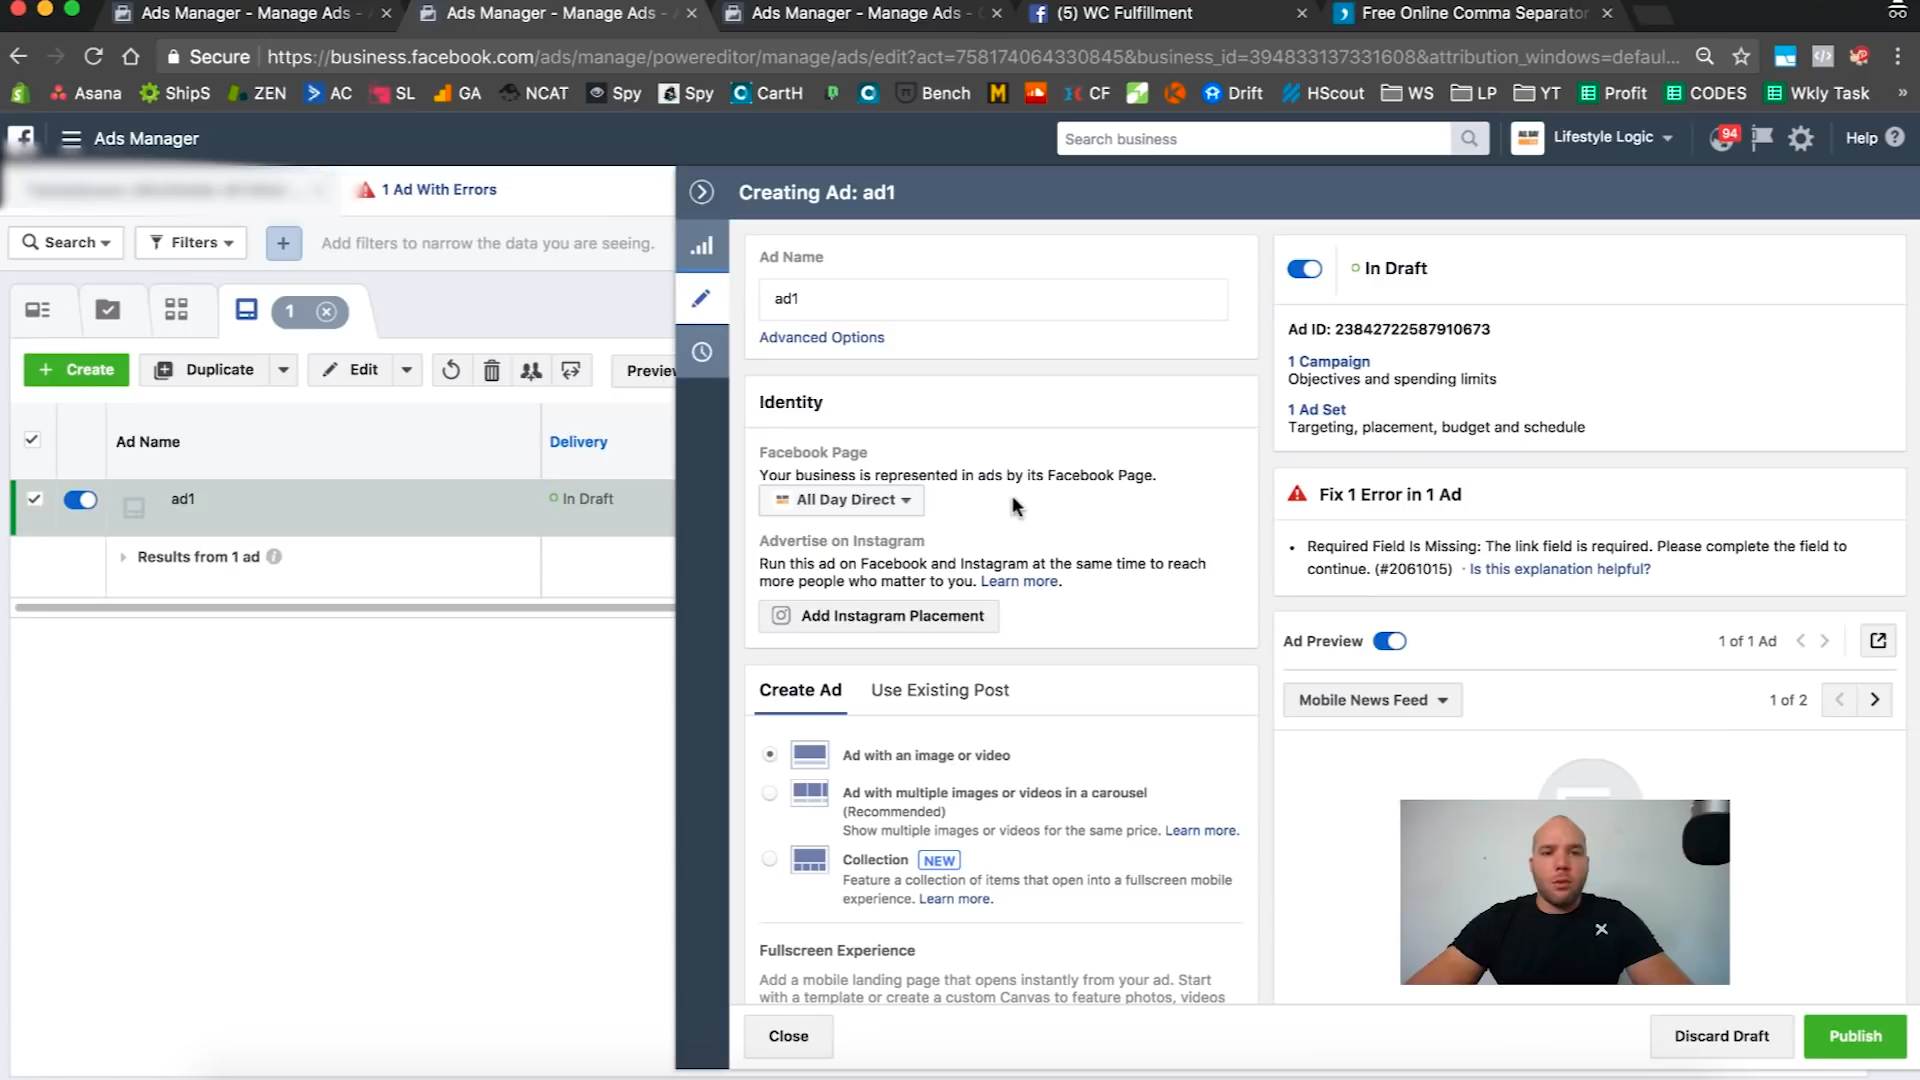 Ads Manager - Manage Ads -
Ads Manager - Manage Ads -
Ads Manager - Manage Ads -
(5) WC Fulfillment
Free Online Comma Separator
Secure
https://business.facebook.com/ads/manage/powereditor/manage/ads/edit?act=758174064330845&business_id=394833137331608&attribution_windows=defaul...
Asana
ShipS
ZEN
AC
SL
GA
NCAT
Spy
Spy
CartH
Bench
CF
Drift
HScout
WS
LP
YT
Profit
CODES
Wkly Task
»
Ads Manager
Search business
Lifestyle Logic
94
Help
1 Ad With Errors
Creating Ad: ad1
Search
Filters
Add filters to narrow the data you are seeing.
1
Create
Duplicate
Edit
Preview
Ad Name
Delivery
ad1
In Draft
Results from 1 ad
Ad Name
ad1
Advanced Options
Identity
Facebook Page
Your business is represented in ads by its Facebook Page.
All Day Direct
Advertise on Instagram
Run this ad on Facebook and Instagram at the same time to reach
more people who matter to you. Learn more.
Add Instagram Placement
Create Ad
Use Existing Post
Ad with an image or video
Ad with multiple images or videos in a carousel
(Recommended)
Show multiple images or videos for the same price. Learn more.
Collection NEW
Feature a collection of items that open into a fullscreen mobile
experience. Learn more.
Fullscreen Experience
Add a mobile landing page that opens instantly from your ad. Start
with a template or create a custom Canvas to feature photos, videos
Close
In Draft
Ad ID: 23842722587910673
1 Campaign
Objectives and spending limits
1 Ad Set
Targeting, placement, budget and schedule
Fix 1 Error in 1 Ad
• Required Field Is Missing: The link field is required. Please complete the field to
continue. (#2061015) · Is this explanation helpful?
Ad Preview
1 of 1 Ad
Mobile News Feed
1 of 2
Discard Draft
Publish